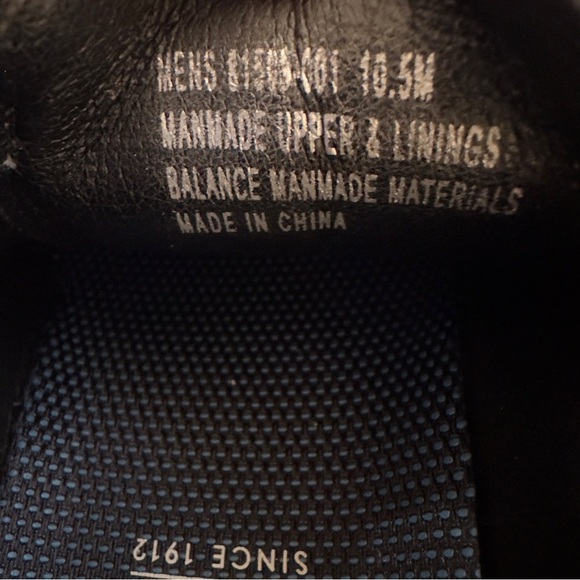 MENS 10.5M
MANMADE UPPER & LININGS
BALANCE MANMADE MATERIALS
MADE IN CHINA
SINCE 1912